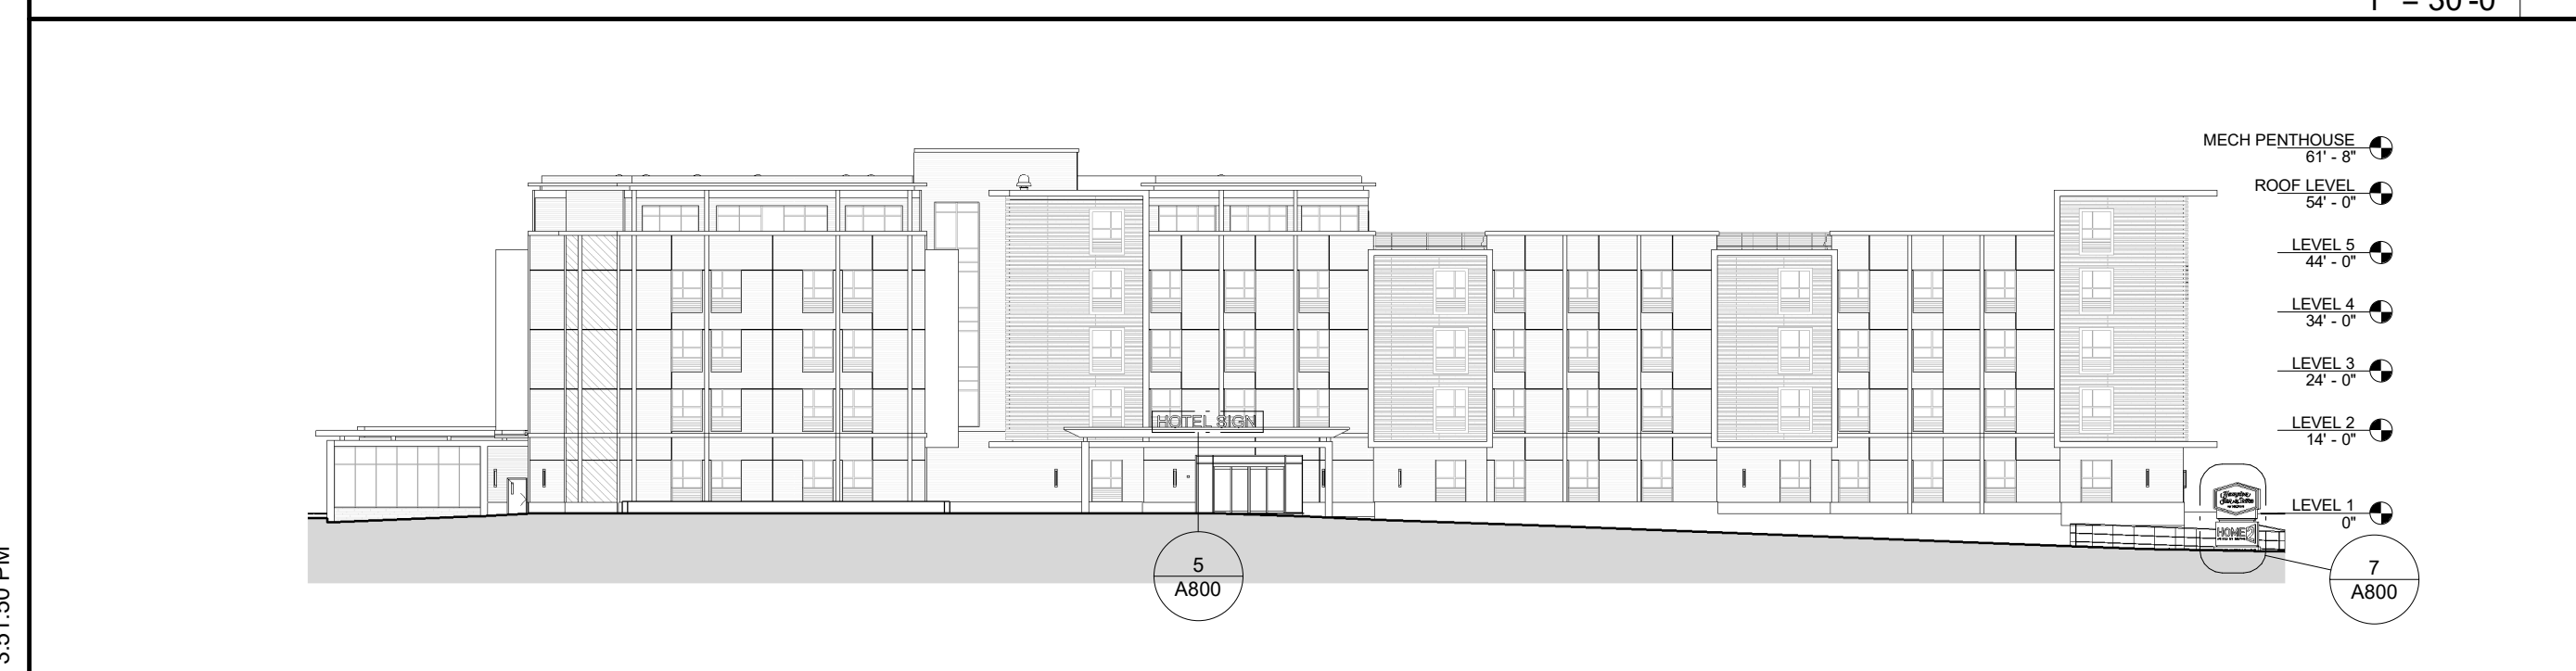 1" = 30'-0"
MECH PENTHOUSE
61' - 8"
ROOF LEVEL
54' - 0"
LEVEL 5
44' - 0"
LEVEL 4
34' - 0"
LEVEL 3
24' - 0"
LEVEL 2
14' - 0"
HOTEL SIGN
LEVEL 1
0"
HOME2
5
A800
7
A800
3:51:50 PM